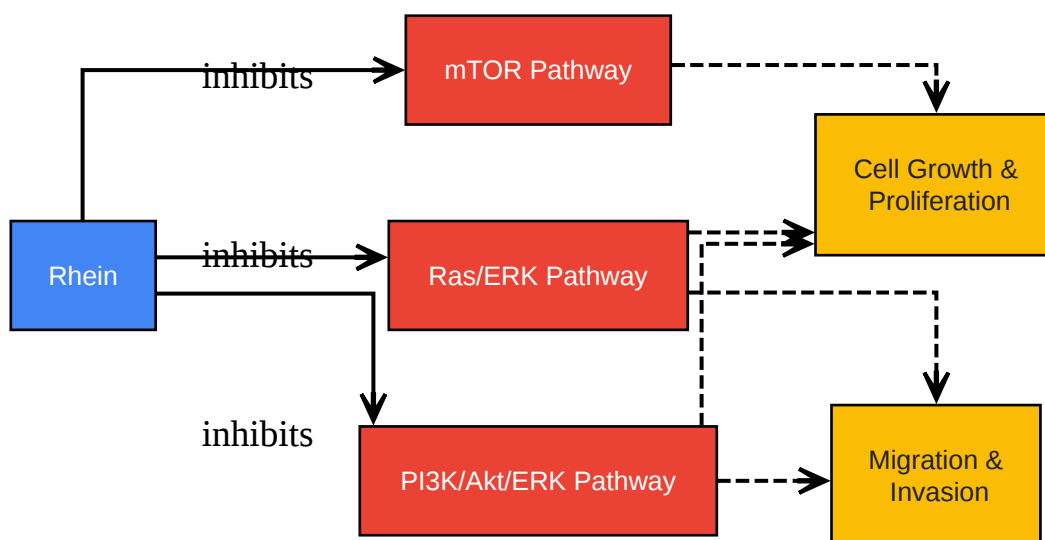 inhibits
mTOR Pathway
Cell Growth &
Proliferation
Rhein
inhibits
Ras/ERK Pathway
inhibits
PI3K/Akt/ERK Pathway
Migration &
Invasion